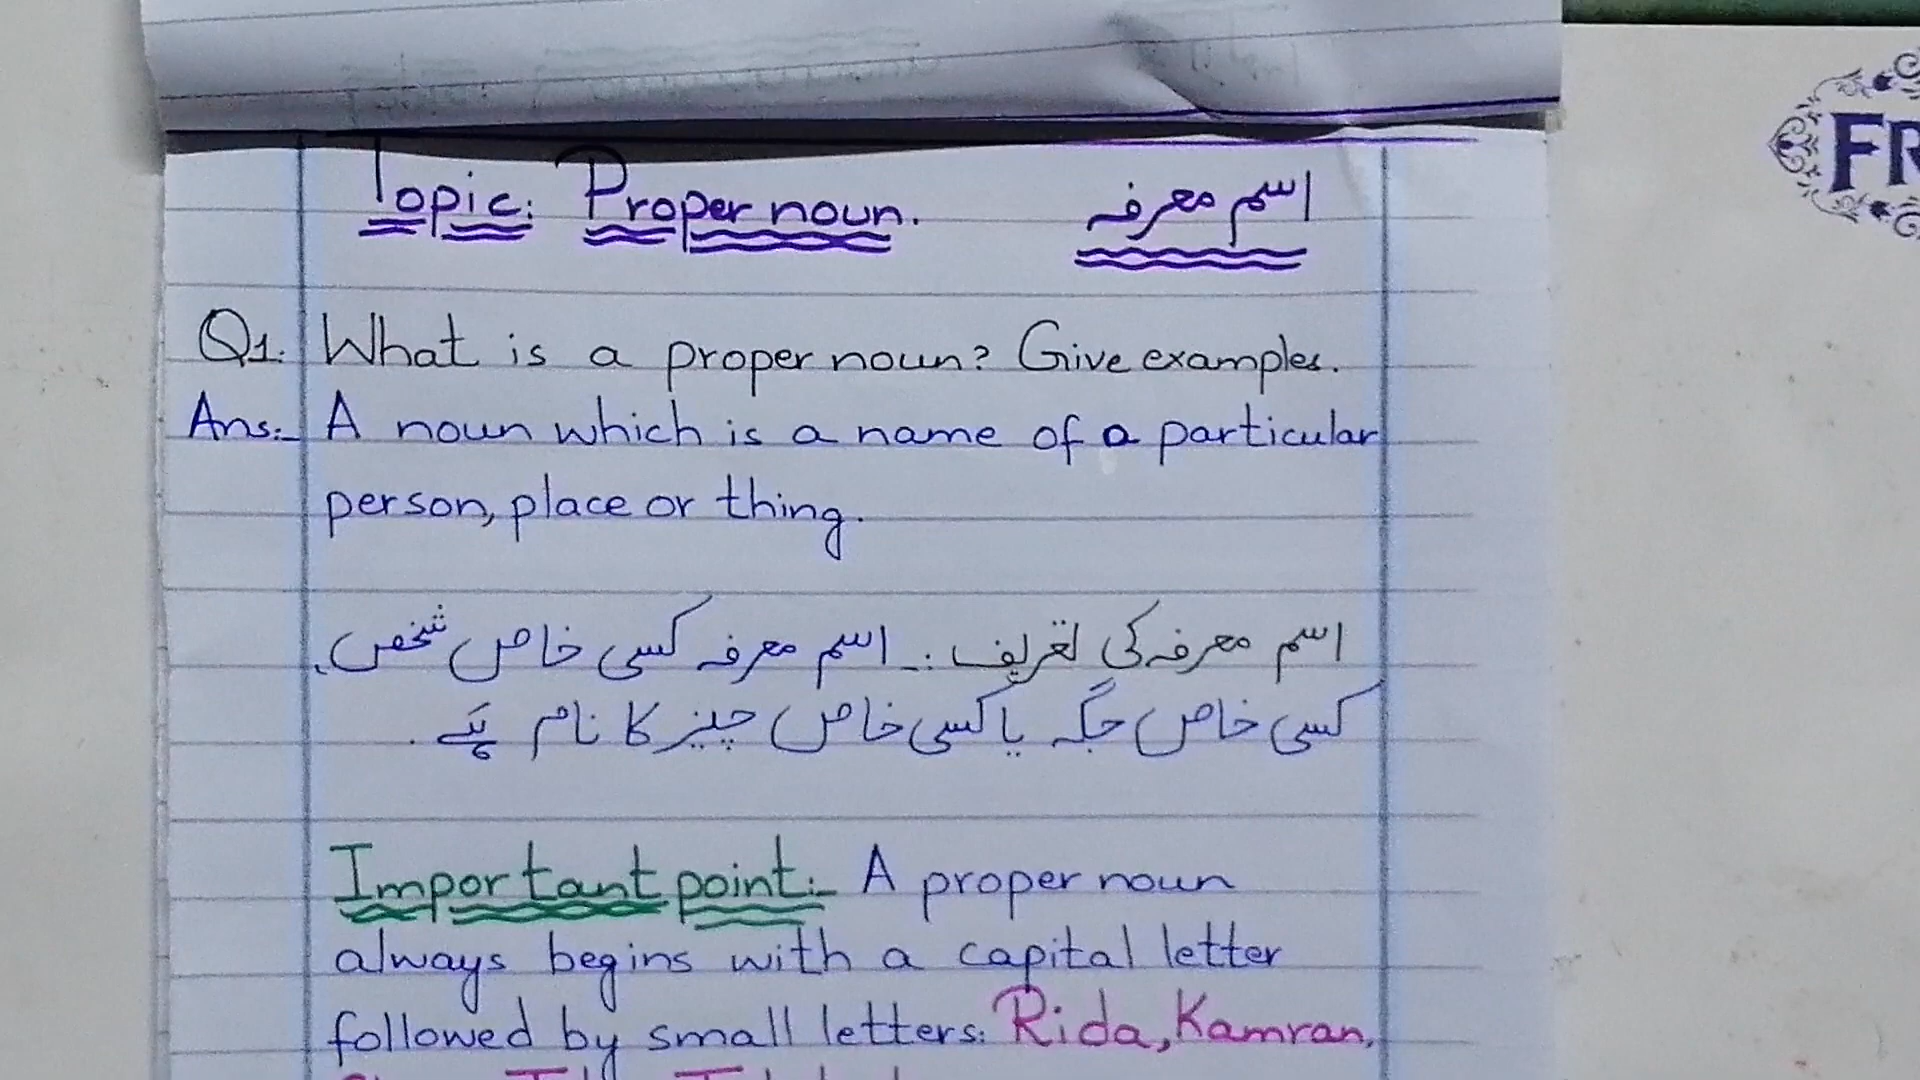 Topic: Proper noun. اسم معرفہ
Q1. What is a proper noun? Give examples.
Ans:- A noun which is a name of a particular
person, place or thing.
اسم معرفہ کی تعریف :۔ اسم معرفہ کسی خاص شخص،
کسی خاص جگہ یا کسی خاص چیز کا نام ہے ۔
Important point:- A proper noun
always begins with a capital letter
followed by small letters: Rida, Kamran,
FR